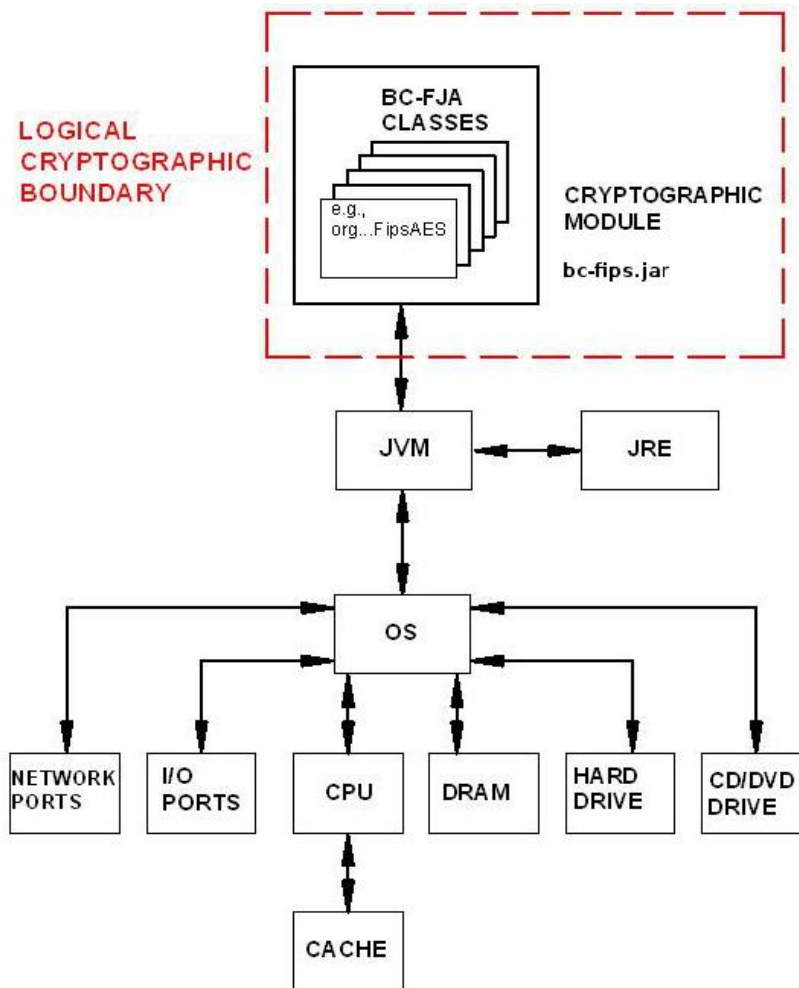 BC-FJA
CLASSES
LOGICAL
CRYPTOGRAPHIC
BOUNDARY
e.g.,
org...FipsAES
CRYPTOGRAPHIC
MODULE
bc-fips.jar
JVM
JRE
OS
NETWORK
PORTS
I/O
PORTS
CPU
DRAM
HARD
DRIVE
CD/DVD
DRIVE
CACHE